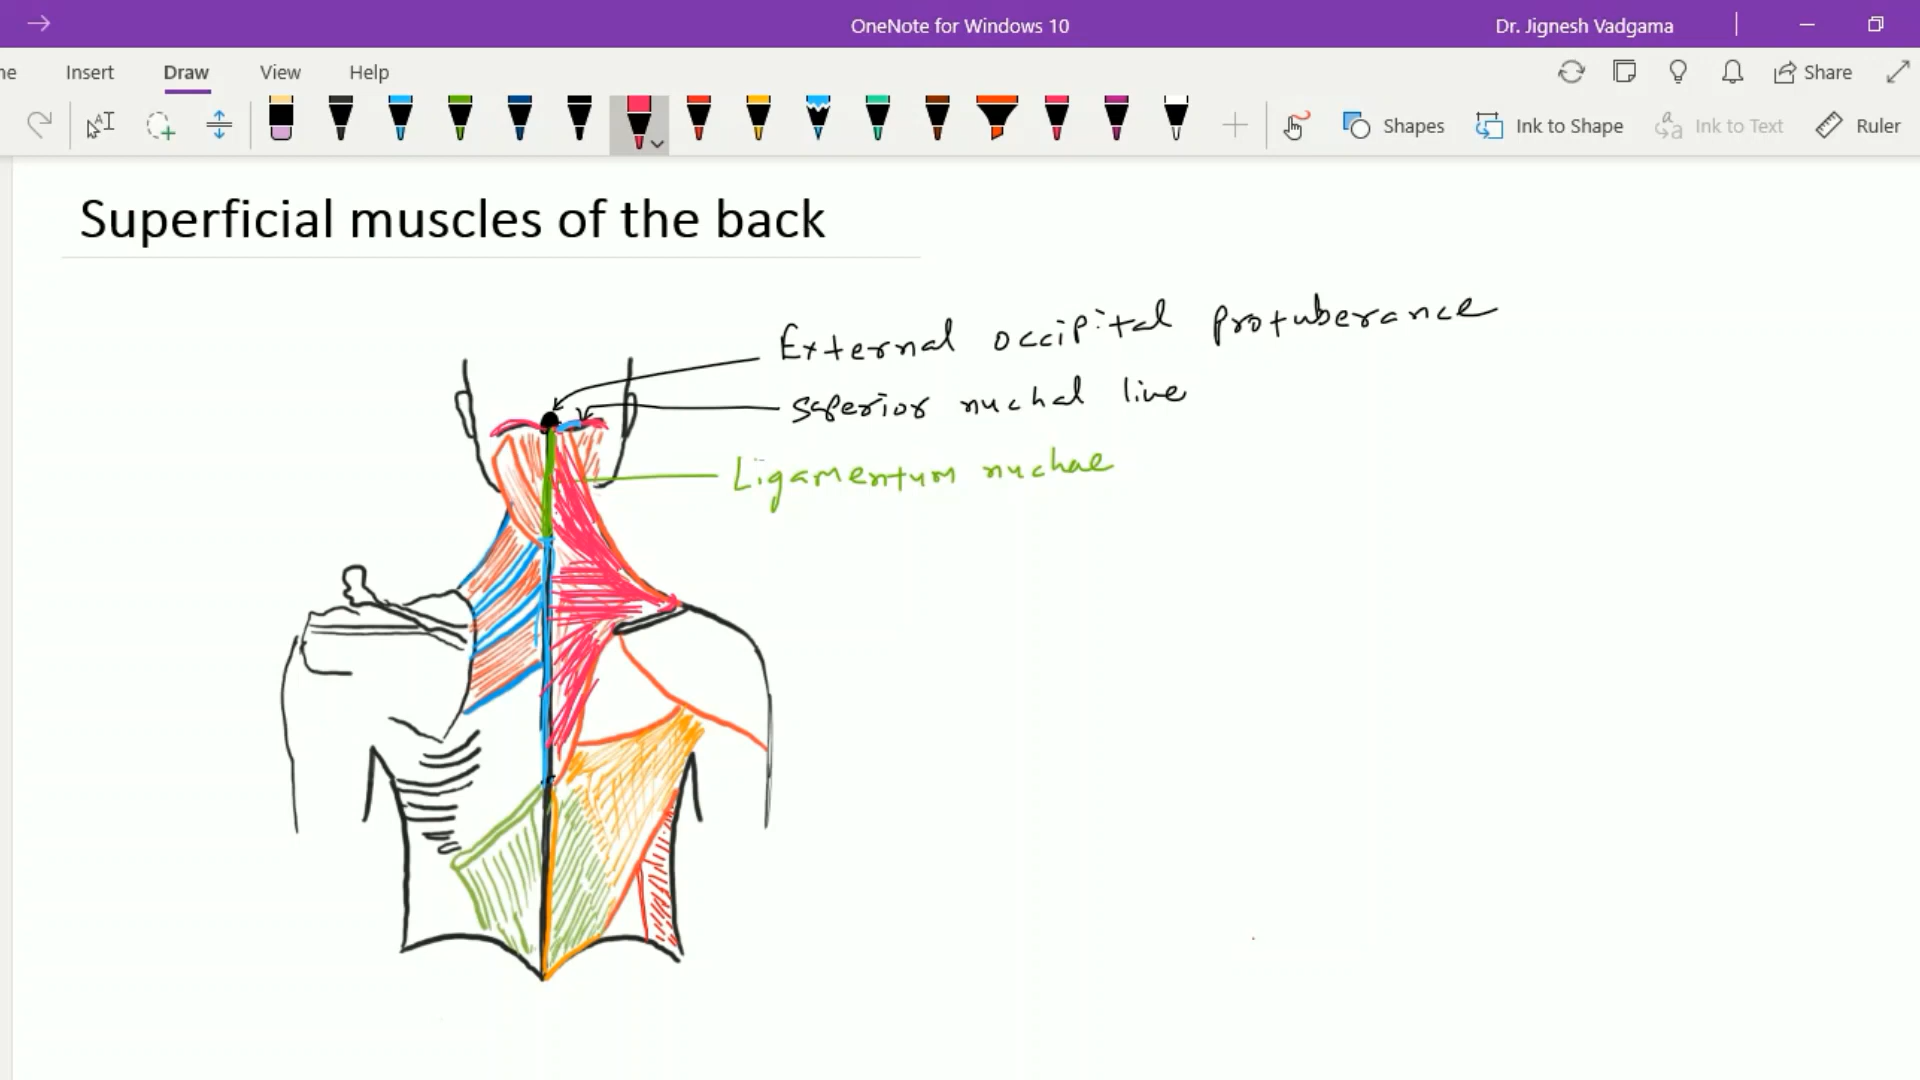 OneNote for Windows 10
Dr. Jignesh Vadgama
ne Insert Draw View Help
Share
Shapes Ink to Shape Ink to Text Ruler
Superficial muscles of the back
External occipital protuberance
Superior nuchal line
Ligamentum nuchae